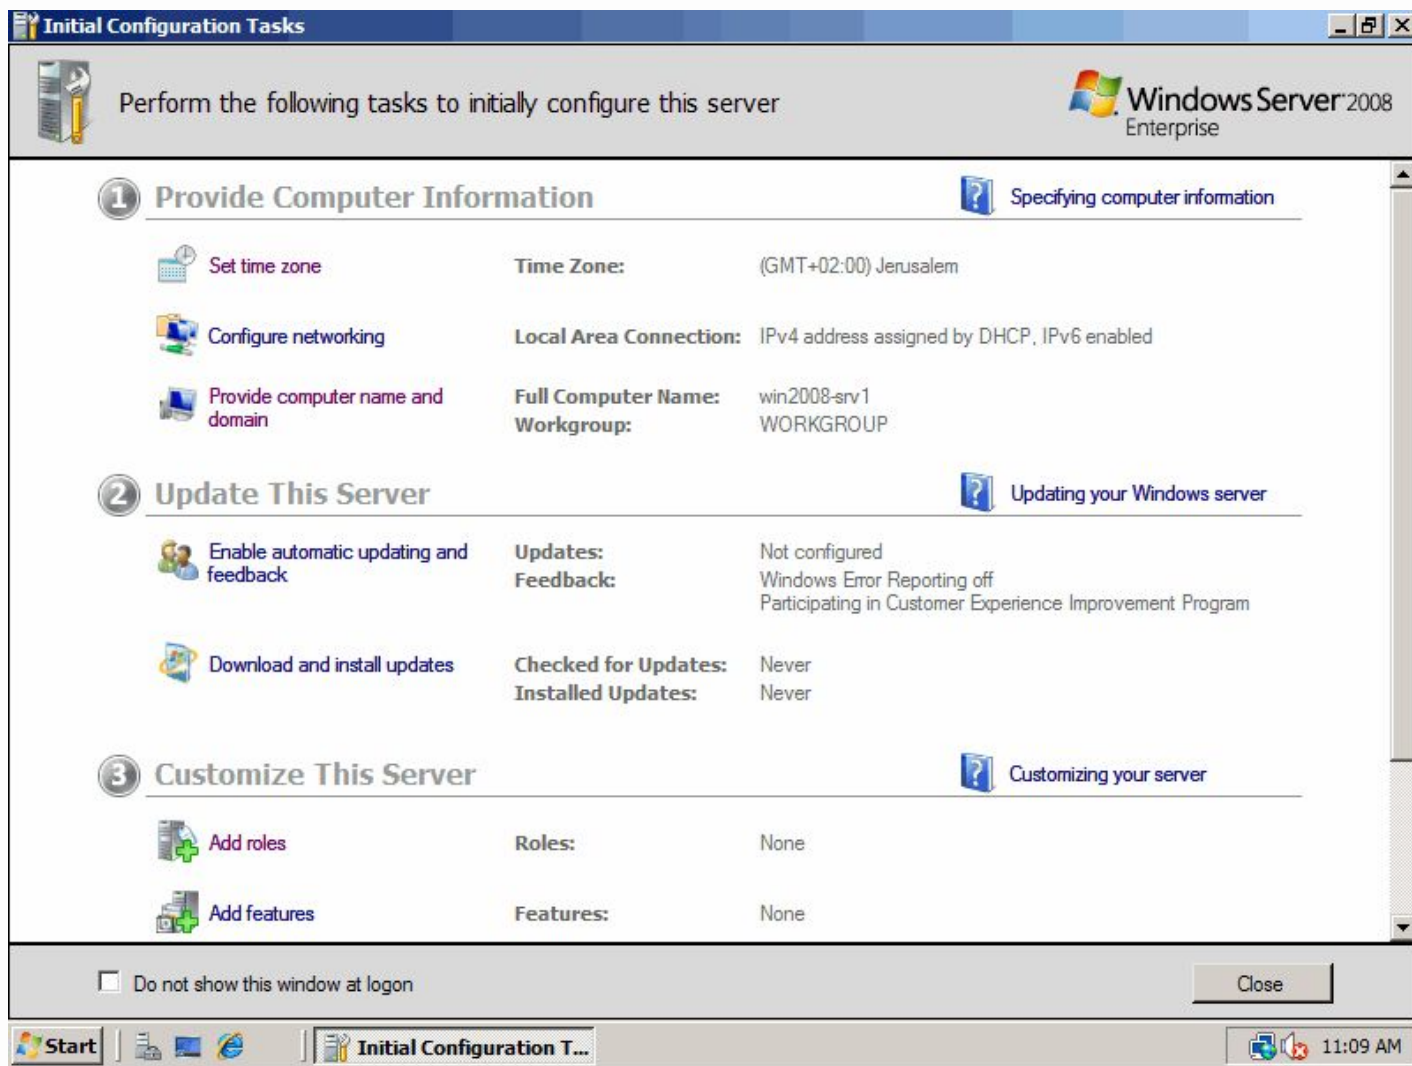 Initial Configuration Tasks
Perform the following tasks to initially configure this server
Windows Server 2008
Enterprise
1 Provide Computer Information
Specifying computer information
Set time zone Time Zone: (GMT+02:00) Jerusalem
Configure networking Local Area Connection: IPv4 address assigned by DHCP, IPv6 enabled
Provide computer name and domain
Full Computer Name: win2008-srv1
Workgroup: WORKGROUP
2 Update This Server
Updating your Windows server
Enable automatic updating and feedback
Updates: Not configured
Feedback: Windows Error Reporting off
Participating in Customer Experience Improvement Program
Download and install updates
Checked for Updates: Never
Installed Updates: Never
3 Customize This Server
Customizing your server
Add roles Roles: None
Add features Features: None
Do not show this window at logon
Close
Start
Initial Configuration T...
11:09 AM